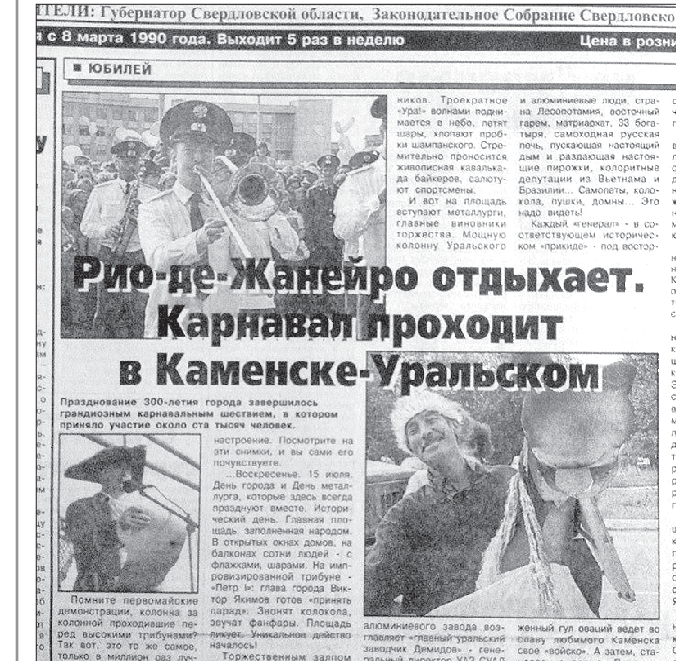 ТЕЛИ: Губернатор Свердловской области, Законодательное Собрание Свердловско
я с 8 марта 1990 года. Выходит 5 раз в неделю
Цена в розни
ЮБИЛЕЙ
ников. Троекратное
«Ура!» волнами подни-
мается в небо, летят
шары, хлопают проб-
ки шампанского. Стре-
мительно проносится
живописная кавалька-
да байкеров, салюту-
ют спортсмены.
И вот на площадь
вступают металлурги,
главные виновники
торжества. Мощную
колонну Уральского
и алюминиевые люди, стра-
на Лесопотамия, восточный
гарем, матриархат, 33 бога-
тыря, самоходная русская
печь, пускающая настоящий
дым и раздающая настоя-
щие пирожки, колоритные
депутации из Вьетнама и
Бразилии... Самолеты, коло-
кола, пушки, домны... Это
надо видеть!
Каждый «генерал» - в со-
ответствующем историчес-
ком «прикиде» - под востор-
Рио-де-Жанейро отдыхает.
Карнавал проходит
в Каменске-Уральском
Празднование 300-летия города завершилось
грандиозным карнавальным шествием, в котором
приняло участие около ста тысяч человек.
Помните первомайские
демонстрации, колонна за
колонной проходившие пе-
ред высокими трибунами?
Так вот, это то же самое,
только в миллион раз луч-
настроение. Посмотрите на
эти снимки, и вы сами его
почувствуете.
...Воскресенье, 15 июля.
День города и День метал-
лурга, которые здесь всегда
празднуют вместе. Истори-
ческий день. Главная пло-
щадь заполненная народом.
В открытых окнах домов, на
балконах сотни людей - с
флажками, шарами. На им-
провизированной трибуне -
«Петр I»: глава города Вик-
тор Якимов готов «принять
парад». Звонят колокола,
звучат фанфары. Площадь
ликует. Уникальное действо
началось!
Торжественным залпом
алюминиевого завода воз-
главляет «главный уральский
заводчик Демидов» - гене-
ральный директор УАЗ СУАЛ
женный гул оваций ведет во
славу любимого Каменска
свое «войско». А затем, ста-